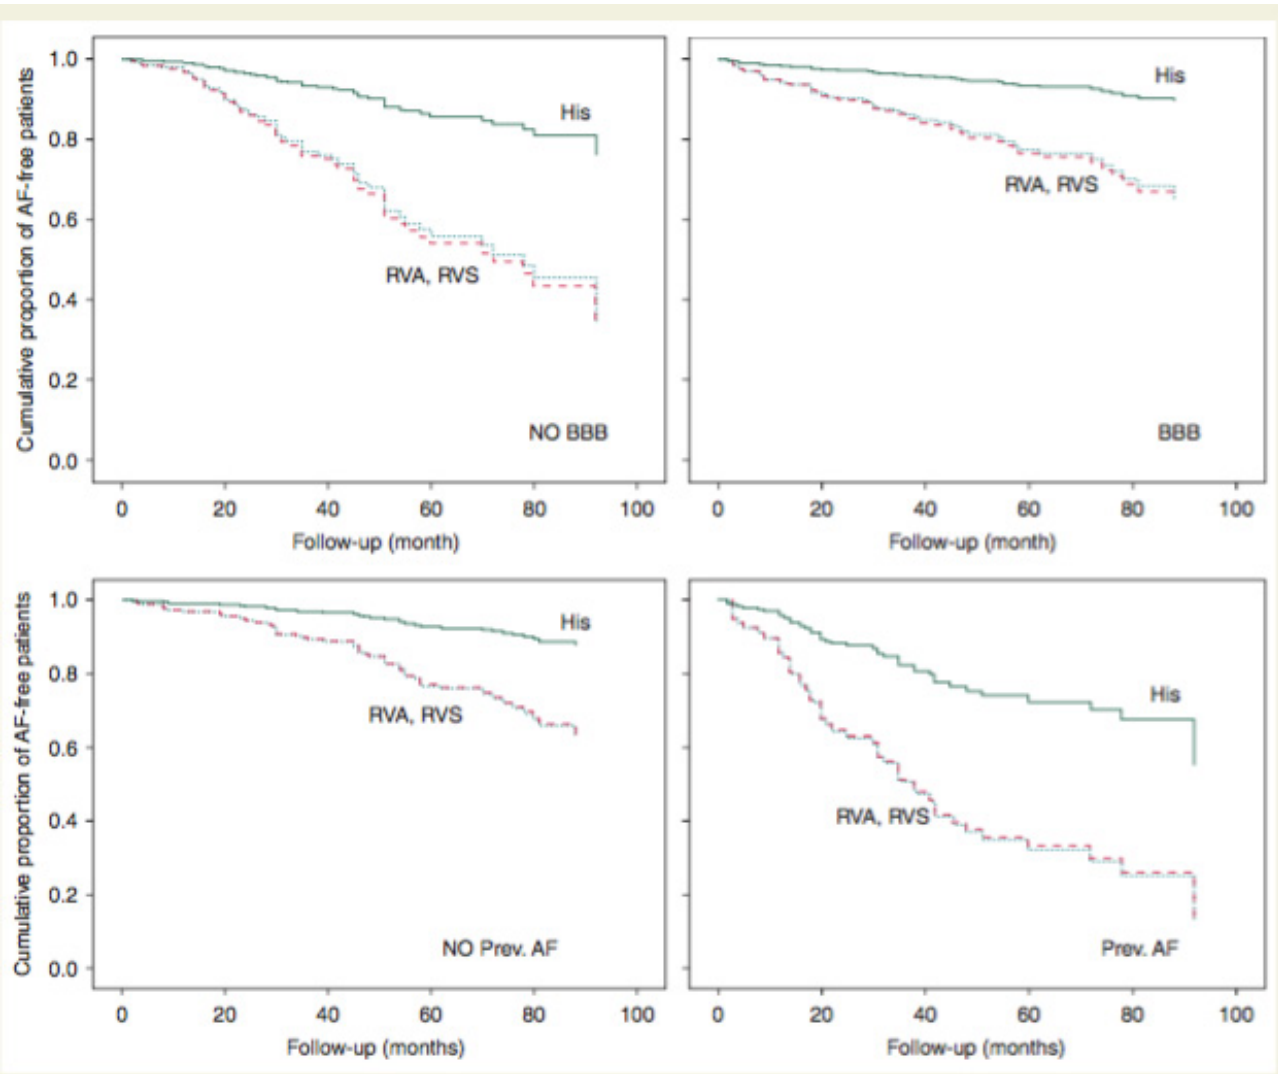 Cumulative proportion of AF-free patients
1.0
0.8
0.6
0.4
0.2
0.0
His
RVA, RVS
NO BBB
0 20 40 60 80 100
Follow-up (month)
His
RVA, RVS
BBB
0 20 40 60 80 100
Follow-up (month)
Cumulative proportion of AF-free patients
1.0
0.8
0.6
0.4
0.2
0.0
His
RVA, RVS
NO Prev. AF
0 20 40 60 80 100
Follow-up (months)
His
RVA, RVS
Prev. AF
0 20 40 60 80 100
Follow-up (months)